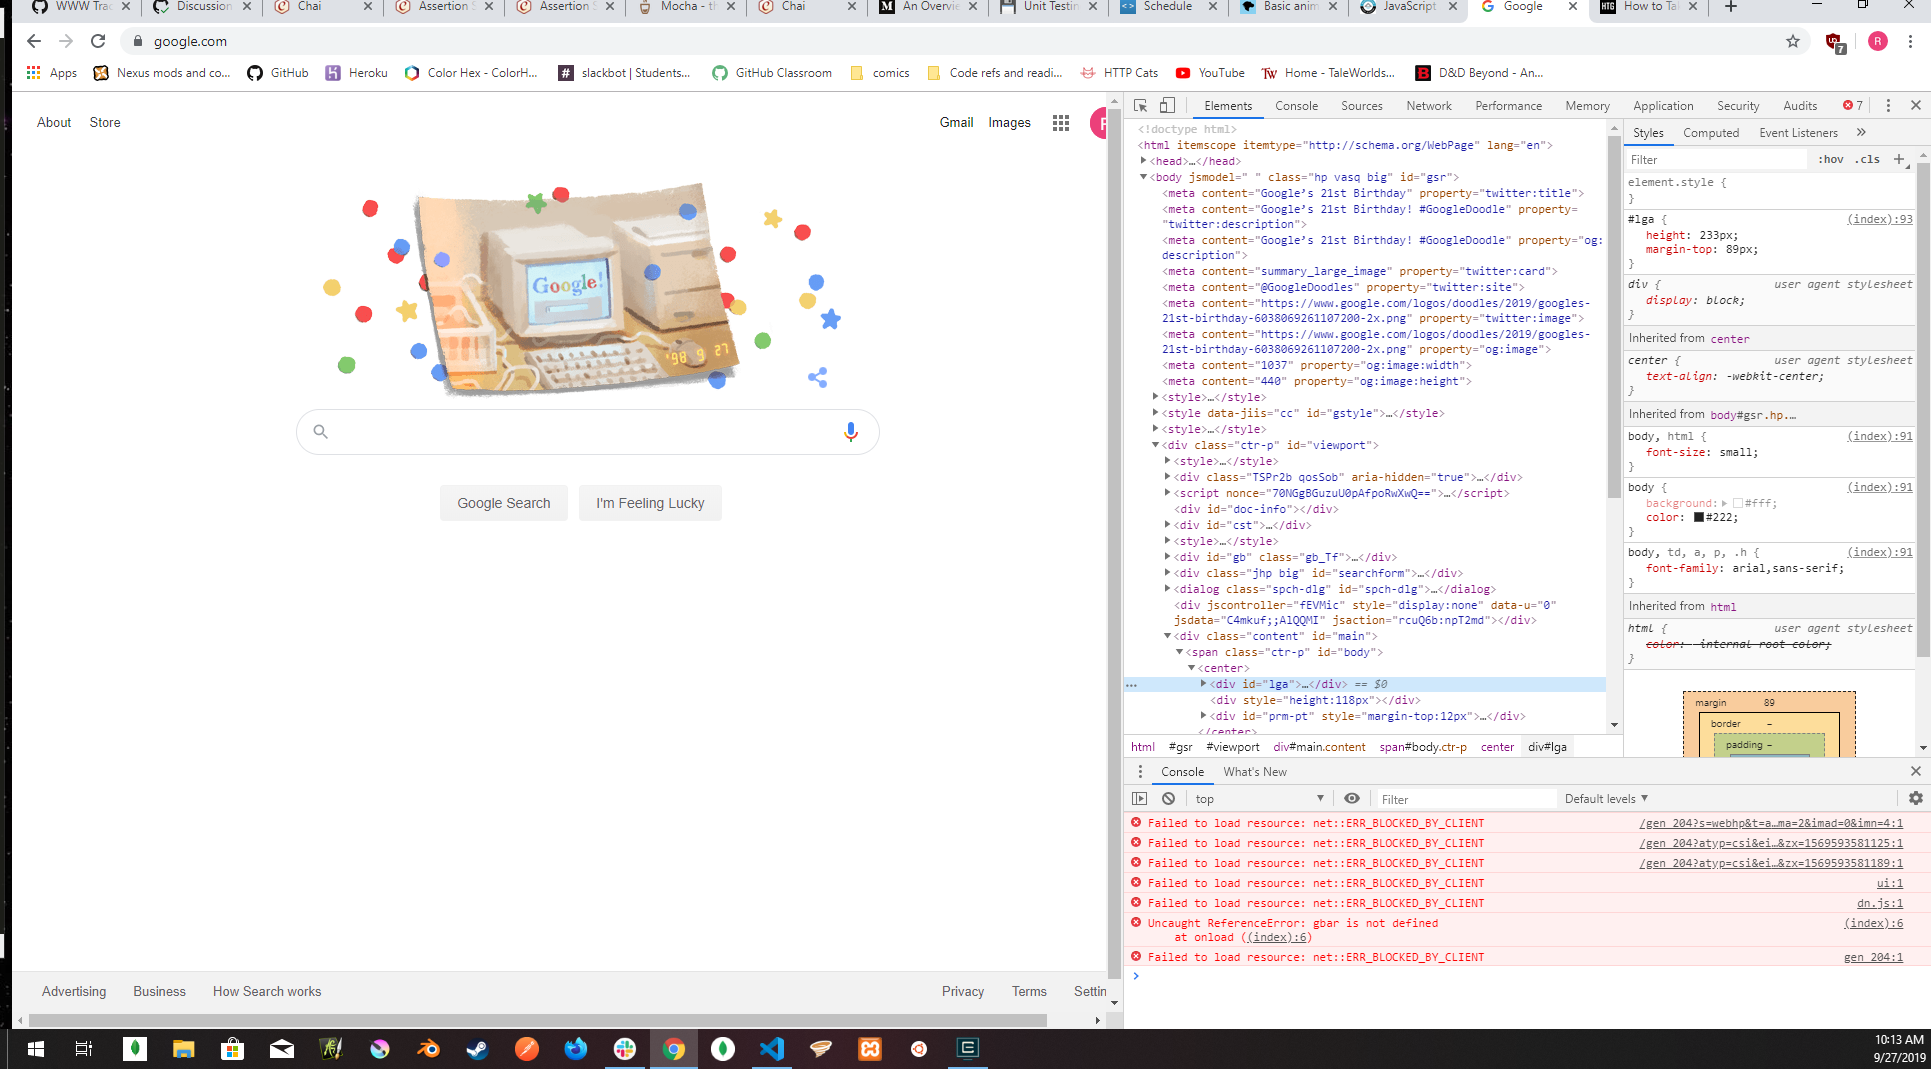 WWW Trac
Discussion
Chai
Assertion S
Assertion S
Mocha - th
Chai
An Overvie
Unit Testin
Schedule
Basic anim
JavaScript
Google
How to Tak
google.com
7
R
Apps
Nexus mods and co...
GitHub
Heroku
Color Hex - ColorH...
slackbot | Students...
GitHub Classroom
comics
Code refs and readi...
HTTP Cats
YouTube
Home - TaleWorlds...
D&D Beyond - An...
About
Store
Gmail
Images
Google!
'98 9 27
Google Search
I'm Feeling Lucky
Advertising
Business
How Search works
Privacy
Terms
Settin
Elements
Console
Sources
Network
Performance
Memory
Application
Security
Audits
7
<!doctype html>
<html itemscope itemtype="http://schema.org/WebPage" lang="en">
<head>…</head>
<body jsmodel=" " class="hp vasq big" id="gsr">
<meta content="Google’s 21st Birthday" property="twitter:title">
<meta content="Google’s 21st Birthday! #GoogleDoodle" property=
"twitter:description">
<meta content="Google’s 21st Birthday! #GoogleDoodle" property="og:
description">
<meta content="summary_large_image" property="twitter:card">
<meta content="@GoogleDoodles" property="twitter:site">
<meta content="https://www.google.com/logos/doodles/2019/googles-
21st-birthday-6038069261107200-2x.png" property="twitter:image">
<meta content="https://www.google.com/logos/doodles/2019/googles-
21st-birthday-6038069261107200-2x.png" property="og:image">
<meta content="1037" property="og:image:width">
<meta content="440" property="og:image:height">
<style>…</style>
<style data-jiis="cc" id="gstyle">…</style>
<style>…</style>
<div class="ctr-p" id="viewport">
<style>…</style>
<div class="TSPr2b qosSob" aria-hidden="true">…</div>
<script nonce="70NGgBGuzuU0pAfpoRwXwQ==">…</script>
<div id="doc-info"></div>
<div id="cst">…</div>
<style>…</style>
<div id="gb" class="gb_Tf">…</div>
<div class="jhp big" id="searchform">…</div>
<dialog class="spch-dlg" id="spch-dlg">…</dialog>
<div jscontroller="fEVMic" style="display:none" data-u="0"
jsdata="C4mkuf;;AlQQMI" jsaction="rcuQ6b:npT2md"></div>
<div class="content" id="main">
<span class="ctr-p" id="body">
<center>
<div id="lga">…</div> == $0
<div style="height:118px"></div>
<div id="prm-pt" style="margin-top:12px">…</div>
</center>
html #gsr #viewport div#main.content span#body.ctr-p center div#lga
Styles
Computed
Event Listeners
Filter
:hov
.cls
element.style {
}
#lga {
(index):93
height: 233px;
margin-top: 89px;
}
div {
user agent stylesheet
display: block;
}
Inherited from center
center {
user agent stylesheet
text-align: -webkit-center;
}
Inherited from body#gsr.hp.…
body, html {
(index):91
font-size: small;
}
body {
(index):91
background: #fff;
color: #222;
}
body, td, a, p, .h {
(index):91
font-family: arial,sans-serif;
}
Inherited from html
html {
user agent stylesheet
color: -internal-root-color;
}
margin
89
border
–
padding
–
Console
What's New
top
Filter
Default levels
Failed to load resource: net::ERR_BLOCKED_BY_CLIENT
/gen_204?s=webhp&t=a…ma=2&imad=0&imn=4:1
Failed to load resource: net::ERR_BLOCKED_BY_CLIENT
/gen_204?atyp=csi&ei…&zx=1569593581125:1
Failed to load resource: net::ERR_BLOCKED_BY_CLIENT
/gen_204?atyp=csi&ei…&zx=1569593581189:1
Failed to load resource: net::ERR_BLOCKED_BY_CLIENT
ui:1
Failed to load resource: net::ERR_BLOCKED_BY_CLIENT
dn.js:1
Uncaught ReferenceError: gbar is not defined
(index):6
at onload ((index):6)
Failed to load resource: net::ERR_BLOCKED_BY_CLIENT
gen_204:1
10:13 AM
9/27/2019